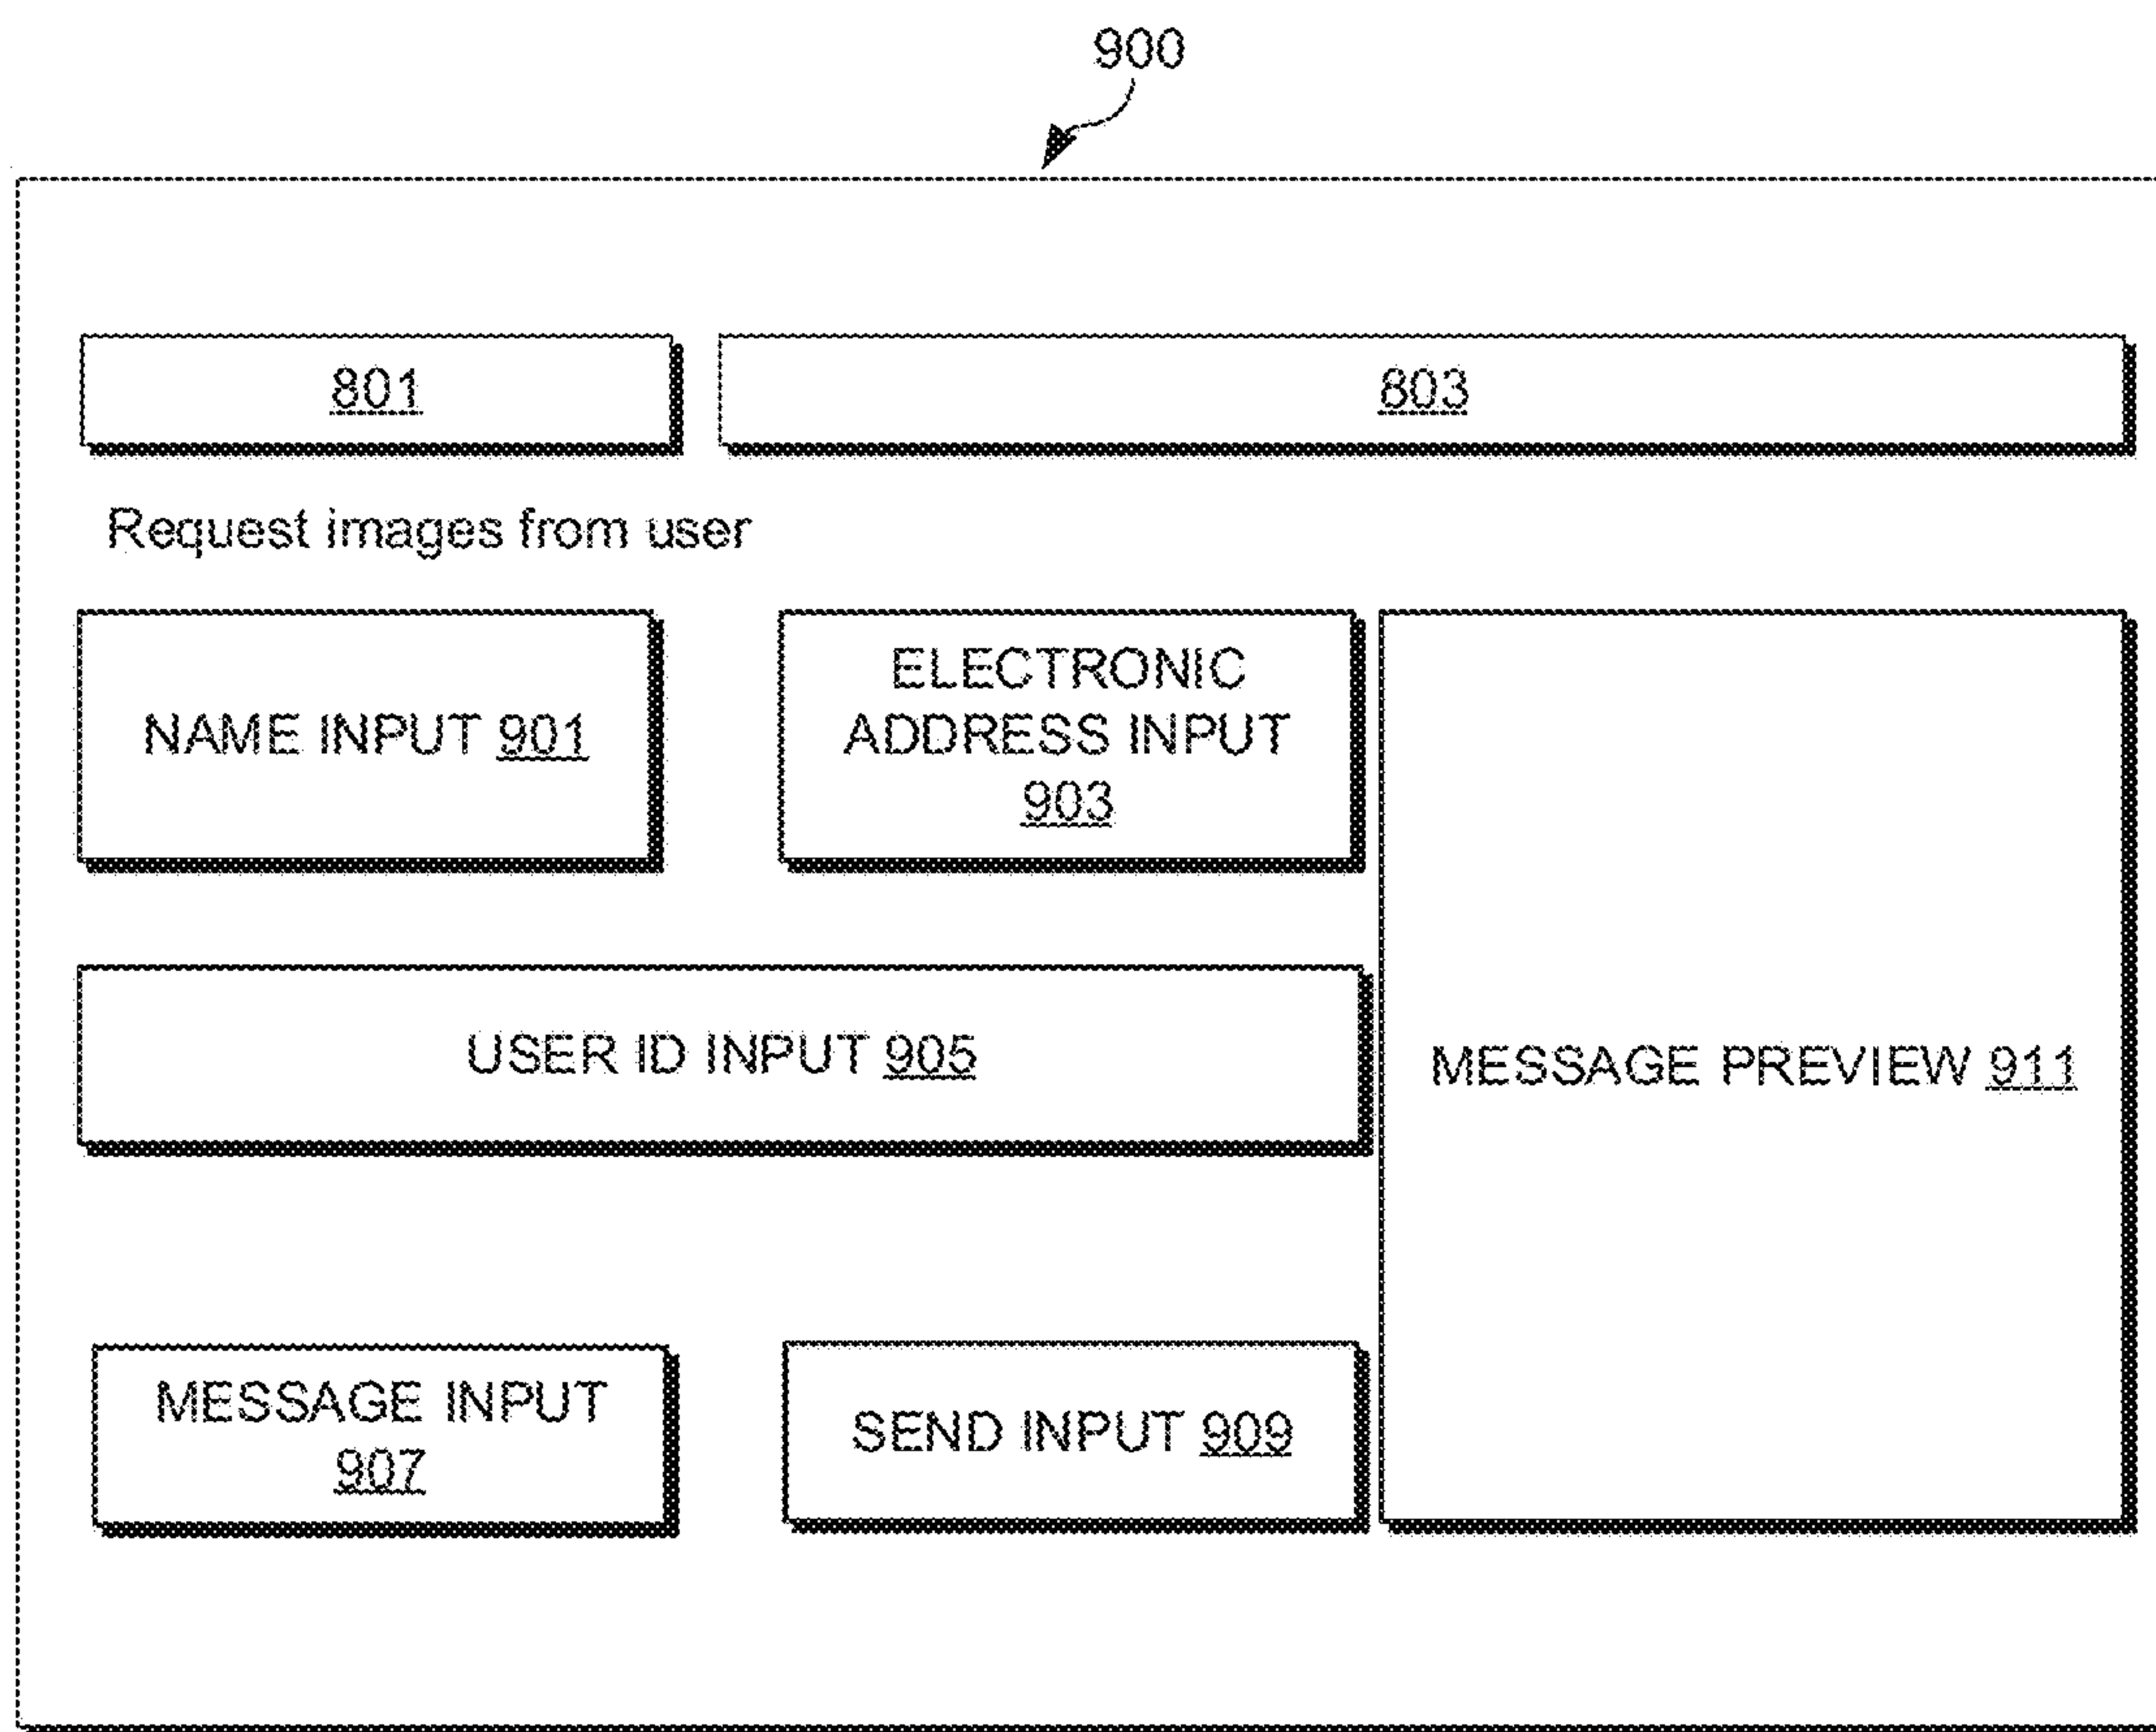 900
801
803
Request images from user
NAME INPUT 901
ELECTRONIC
ADDRESS INPUT
903
USER ID INPUT 905
MESSAGE PREVIEW 911
MESSAGE INPUT
907
SEND INPUT 909